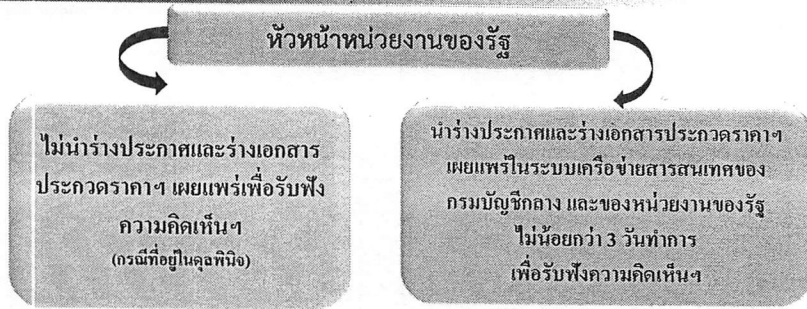 หัวหน้าหน่วยงานของรัฐ
ไม่นำร่างประกาศและร่างเอกสาร
ประกวดราคาฯ เผยแพร่เพื่อรับฟัง
ความคิดเห็นฯ
(กรณีที่อยู่ในดุลพินิจ)
นำร่างประกาศและร่างเอกสารประกวดราคาฯ
เผยแพร่ในระบบเครือข่ายสารสนเทศของ
กรมบัญชีกลาง และของหน่วยงานของรัฐ
ไม่น้อยกว่า 3 วันทำการ
เพื่อรับฟังความคิดเห็นฯ